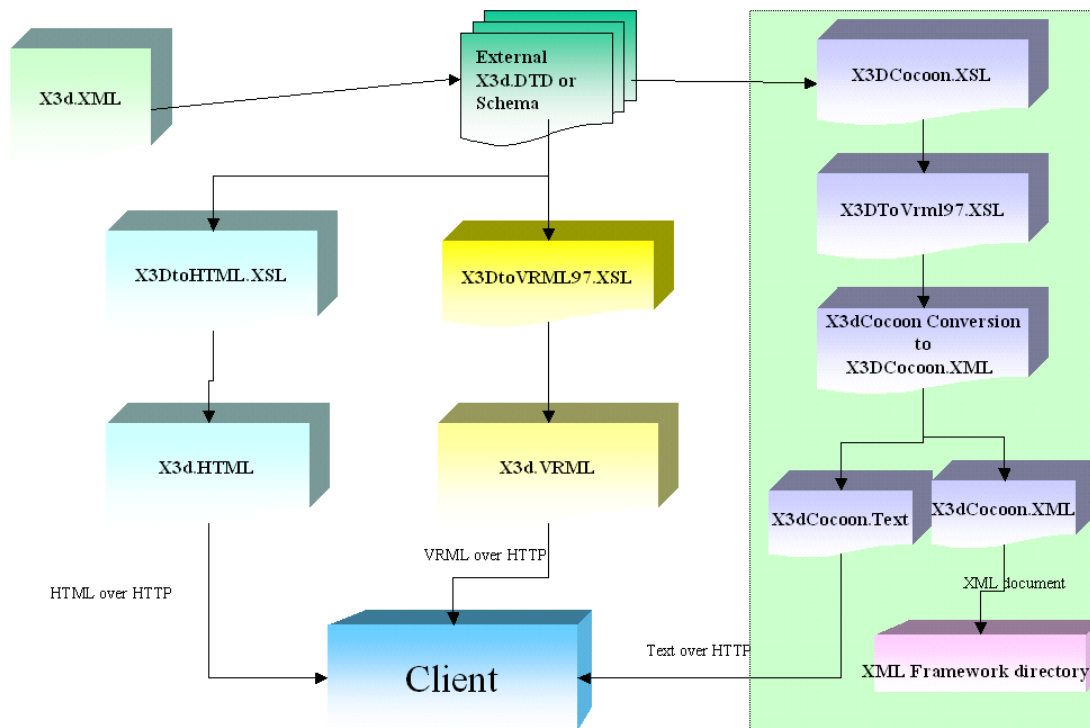 X3d.XML
External
X3d.DTD or
Schema
X3DCocoon.XSL
X3DToVrml97.XSL
X3DtoHTML.XSL
X3DtoVRML97.XSL
X3dCocoon Conversion
to
X3DCocoon.XML
X3d.HTML
X3d.VRML
X3dCocoon.Text
X3dCocoon.XML
VRML over HTTP
HTML over HTTP
XML document
Text over HTTP
Client
XML Framework directory